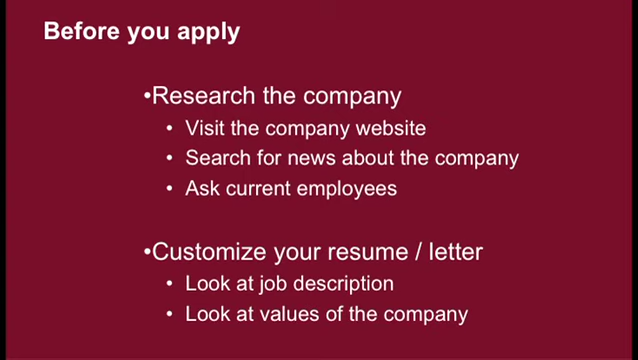 Before you apply
•Research the company
• Visit the company website
• Search for news about the company
• Ask current employees
•Customize your resume / letter
• Look at job description
• Look at values of the company